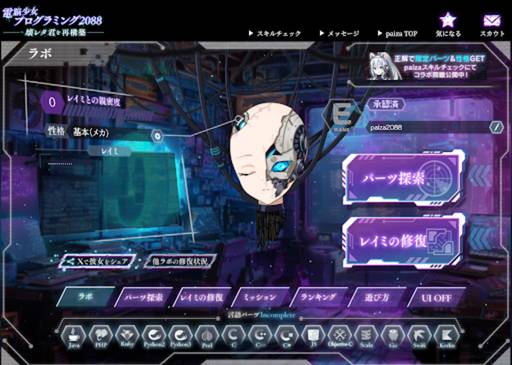 電脳少女
プログラミング2088
─壊レタ君を再構築─
▶ スキルチェック
▶ メッセージ
▶ paiza TOP
気になる
スカウト
ラボ
正解で限定パーツ&性格GET
paizaスキルチェックにて
コラボ問題公開中!
0 レイミとの親密度
性格 基本(メカ)
レイミ
............
E
RANK
承認済
paiza2088
パーツ探索
レイミの修復
Xで彼女をシェア
他ラボの修復状況
ラボ
パーツ探索
レイミの修復
ミッション
ランキング
遊び方
UI OFF
言語パーツ Incomplete
Java
PHP
Ruby
Python2
Python3
Perl
C
C++
C#
JS
Objective-C
Scala
Go
Swift
Kotlin